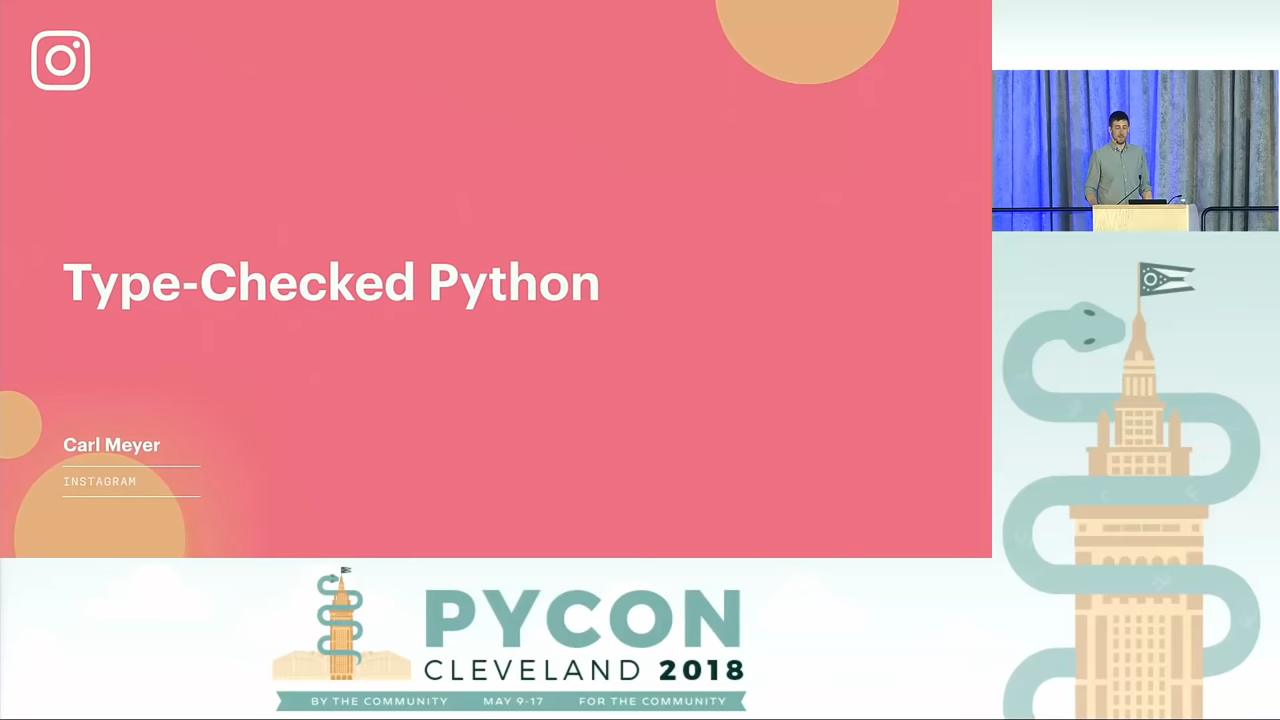 Type-Checked Python
Carl Meyer
INSTAGRAM
PYCON
CLEVELAND 2018
BY THE COMMUNITY MAY 9-17 FOR THE COMMUNITY